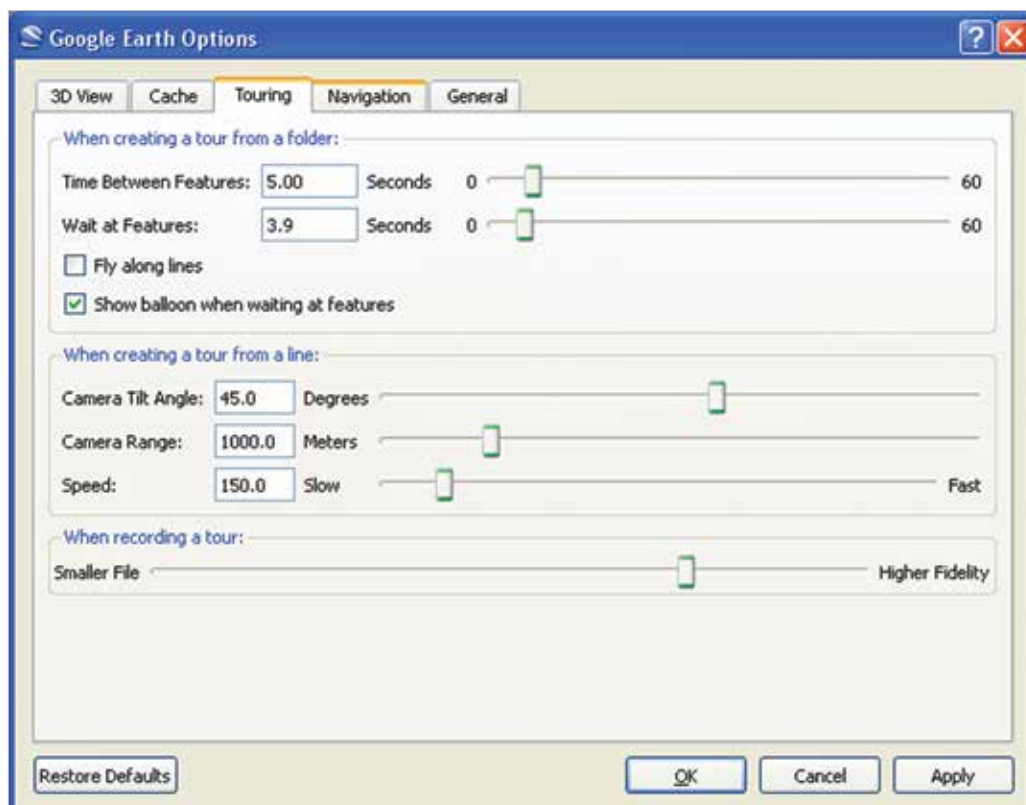 Google Earth Options
3D View Cache Touring Navigation General
When creating a tour from a folder:
Time Between Features: 5.00 Seconds 0 60
Wait at Features: 3.9 Seconds 0 60
Fly along lines
Show balloon when waiting at features
When creating a tour from a line:
Camera Tilt Angle: 45.0 Degrees
Camera Range: 1000.0 Meters
Speed: 150.0 Slow Fast
When recording a tour:
Smaller File Higher Fidelity
Restore Defaults OK Cancel Apply